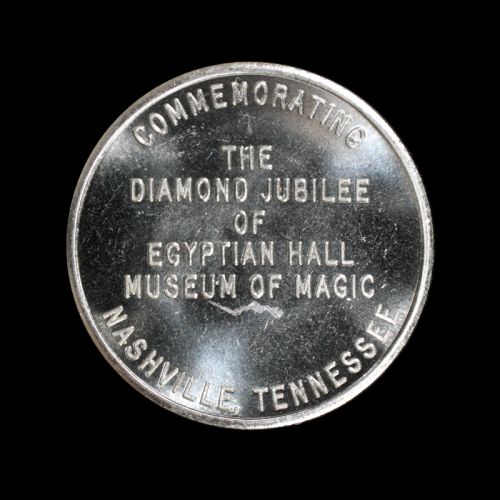 COMMEMORATING
THE
DIAMOND JUBILEE
OF
EGYPTIAN HALL
MUSEUM OF MAGIC
NASHVILLE, TENNESSEE